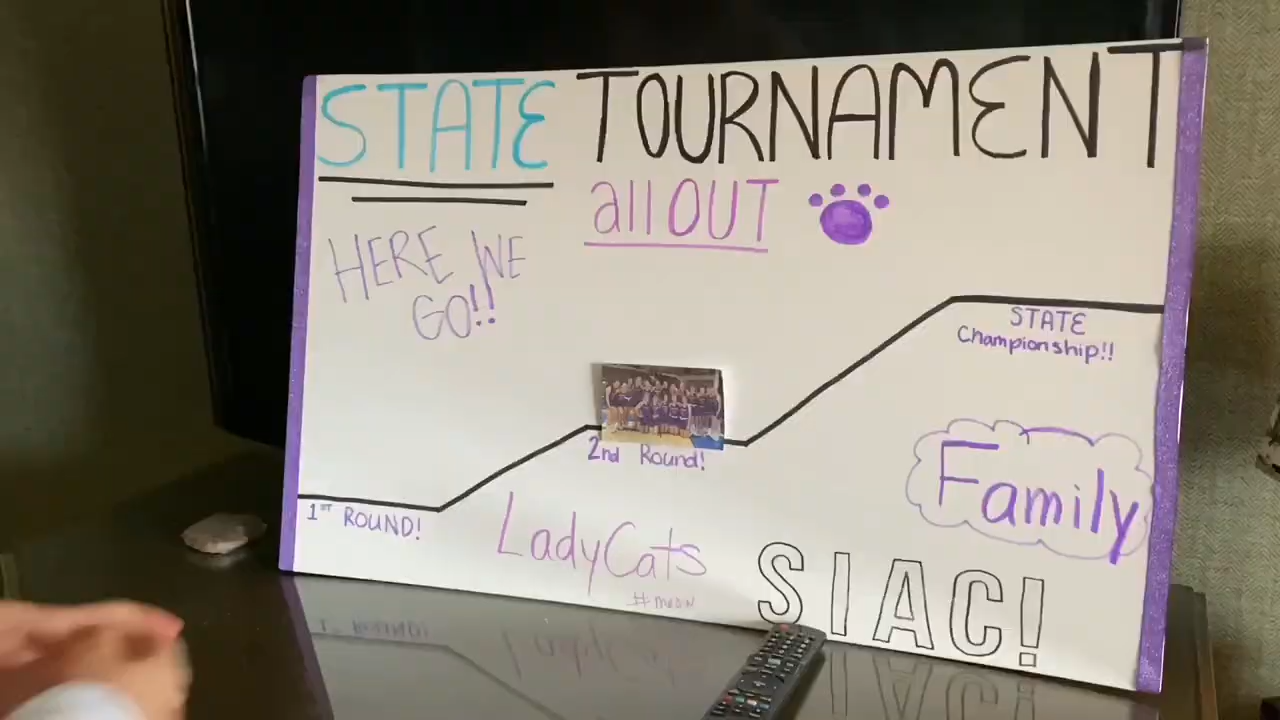 STATE TOURNAMENT
all OUT
HERE WE
GO!!
STATE
Championship!!
2nd Round!
Family
1ST ROUND!
LadyCats
SIAC!